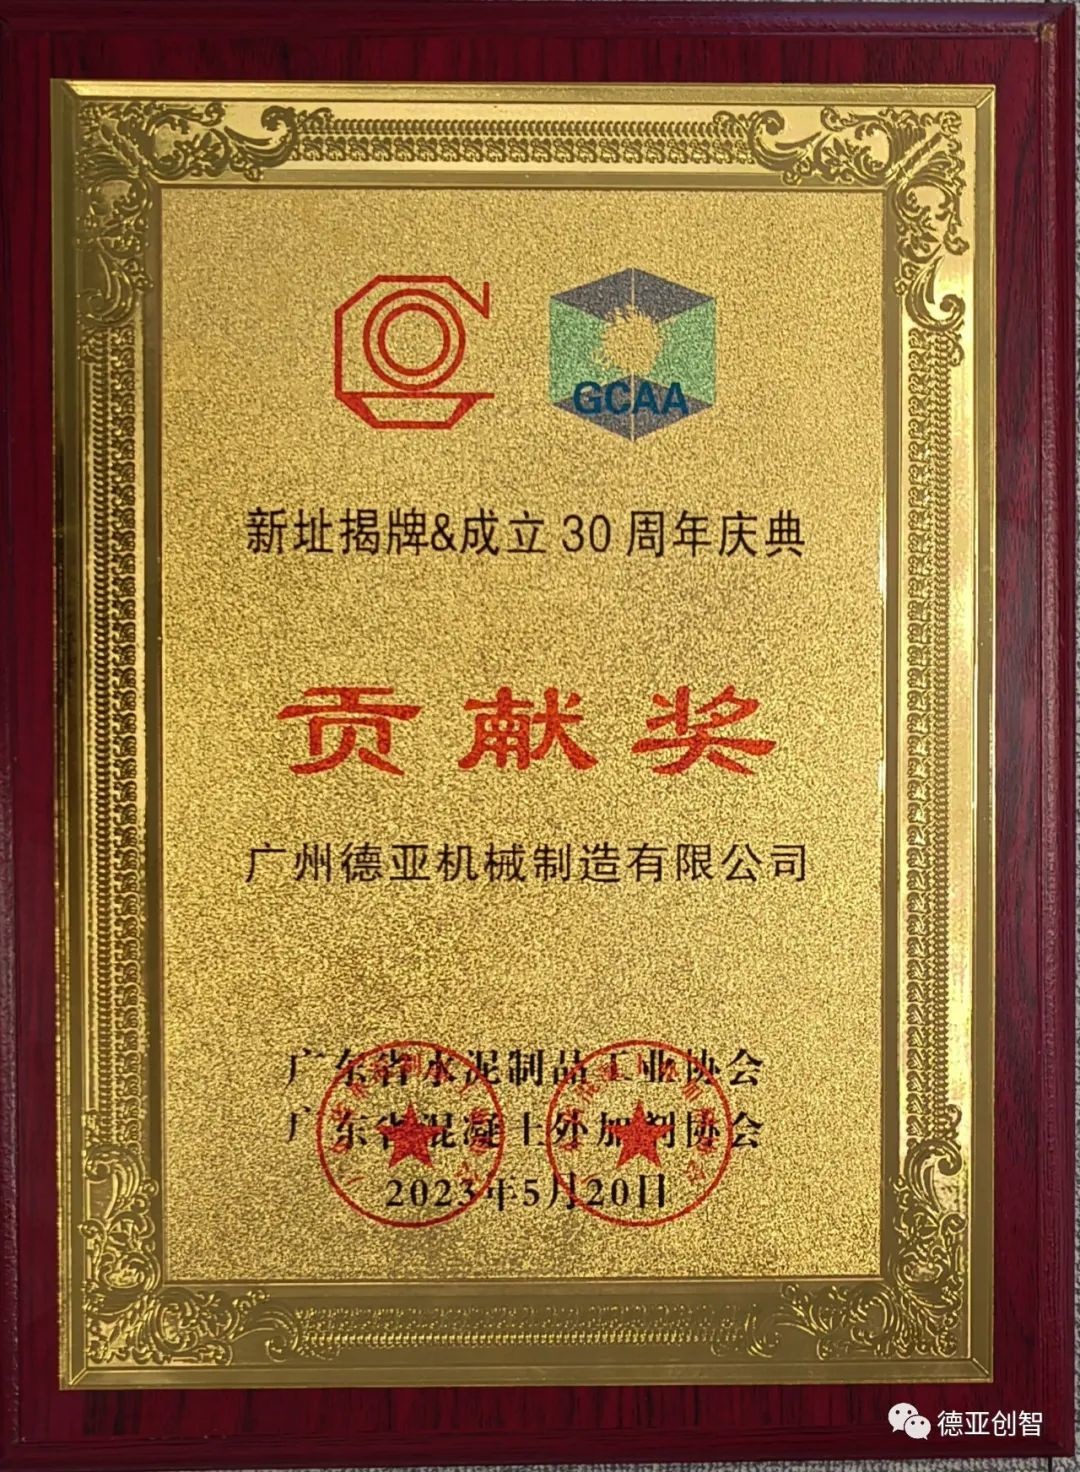 GCAA
新址揭牌&成立30周年庆典
贡献奖
广州德亚机械制造有限公司
广东省水泥制品工业协会
广东省混凝土外加剂协会
2023年5月20日
德亚创智